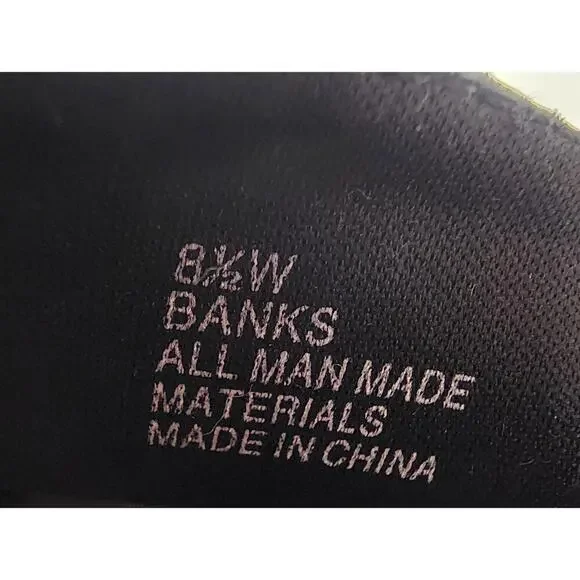 8½W
BANKS
ALL MAN MADE
MATERIALS
MADE IN CHINA